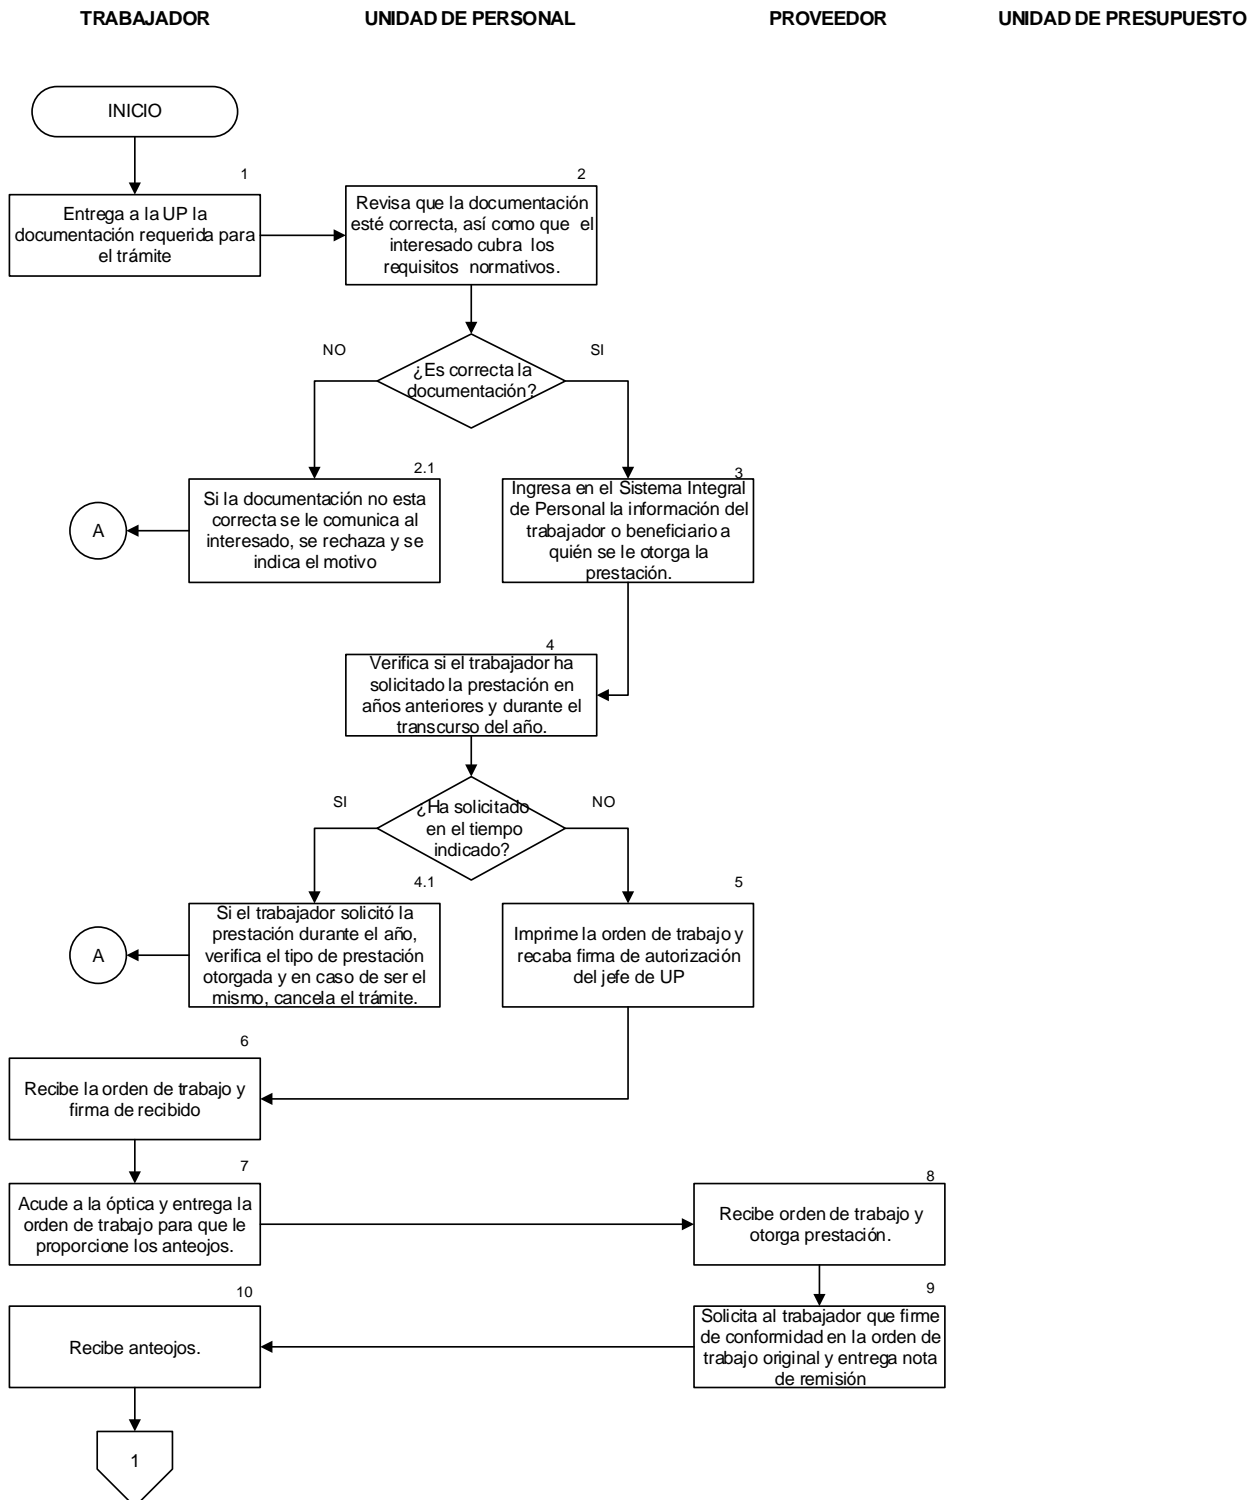 TRABAJADOR UNIDAD DE PERSONAL PROVEEDOR UNIDAD DE PRESUPUESTO
INICIO
1
Entrega a la UP la
documentación requerida para
el trámite
2
Revisa que la documentación
esté correcta, así como que el
interesado cubra los
requisitos normativos.
¿Es correcta la
documentación?
NO
SI
2.1
Si la documentación no esta
correcta se le comunica al
interesado, se rechaza y se
indica el motivo
A
3
Ingresa en el Sistema Integral
de Personal la información del
trabajador o beneficiario a
quién se le otorga la
prestación.
4
Verifica si el trabajador ha
solicitado la prestación en
años anteriores y durante el
transcurso del año.
¿Ha solicitado
en el tiempo
indicado?
SI
NO
4.1
Si el trabajador solicitó la
prestación durante el año,
verifica el tipo de prestación
otorgada y en caso de ser el
mismo, cancela el trámite.
A
5
Imprime la orden de trabajo y
recaba firma de autorización
del jefe de UP
6
Recibe la orden de trabajo y
firma de recibido
7
Acude a la óptica y entrega la
orden de trabajo para que le
proporcione los anteojos.
8
Recibe orden de trabajo y
otorga prestación.
9
Solicita al trabajador que firme
de conformidad en la orden de
trabajo original y entrega nota
de remisión
10
Recibe anteojos.
1